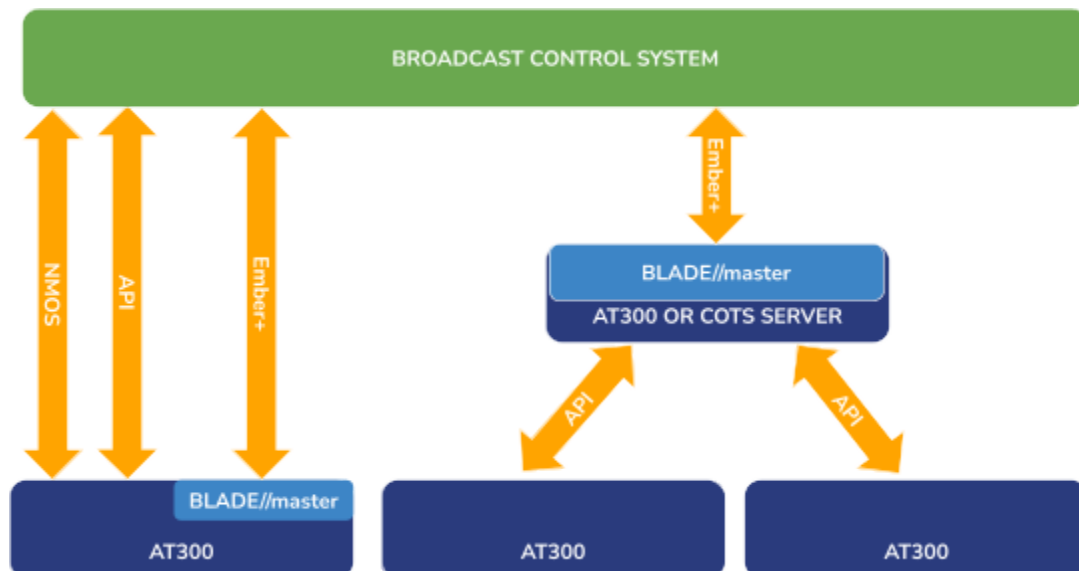 BROADCAST CONTROL SYSTEM
NMOS
API
Ember+
Ember+
BLADE//master
AT300 OR COTS SERVER
API
API
BLADE//master
AT300
AT300
AT300